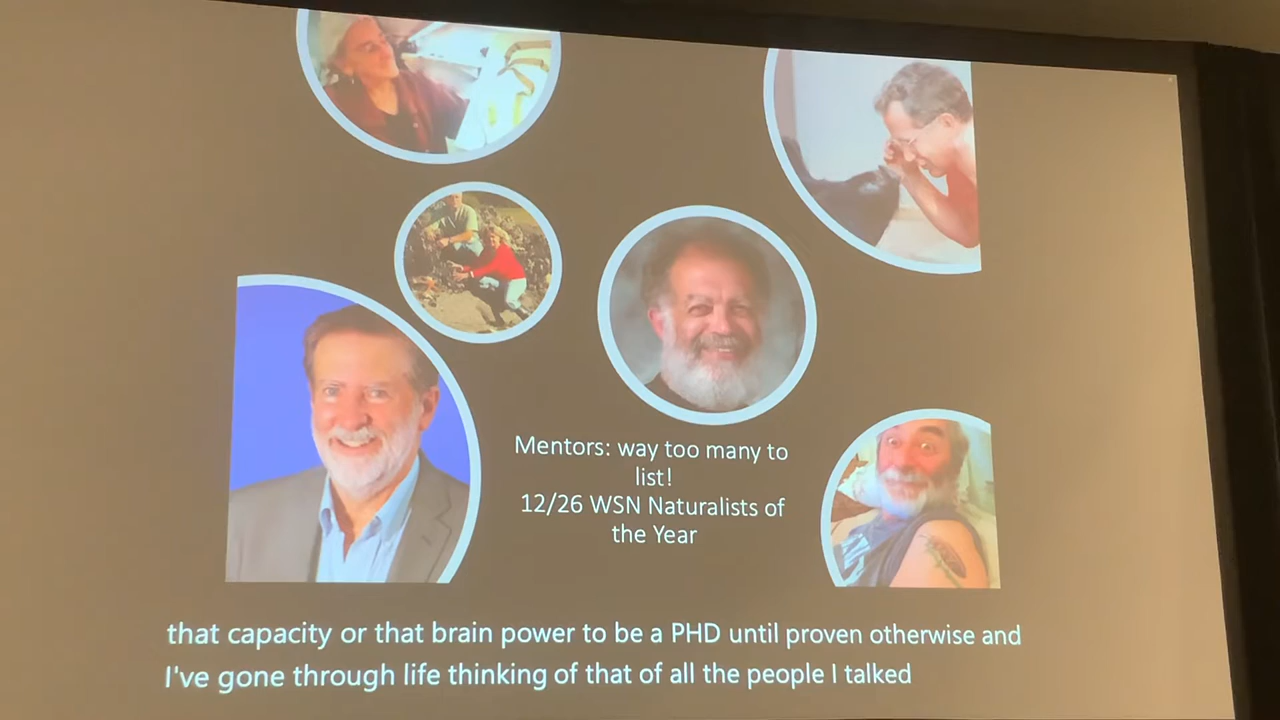 Mentors: way too many to
list!
12/26 WSN Naturalists of
the Year
that capacity or that brain power to be a PHD until proven otherwise and
I've gone through life thinking of that of all the people I talked